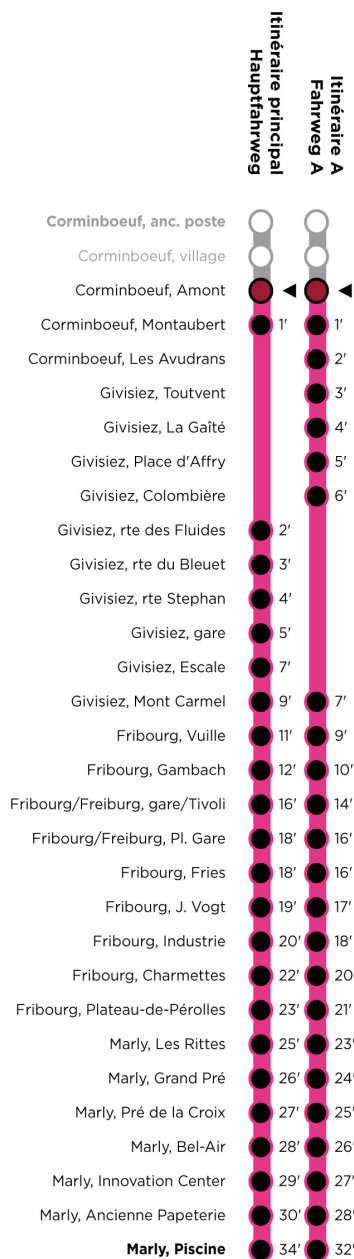 Itinéraire principal
Hauptfahrweg
Itinéraire A
Fahrweg A
Corminboeuf, anc. poste
Corminboeuf, village
Corminboeuf, Amont
Corminboeuf, Montaubert 1' 1'
Corminboeuf, Les Avudrans 2'
Givisiez, Toutvent 3'
Givisiez, La Gaîté 4'
Givisiez, Place d'Affry 5'
Givisiez, Colombière 6'
Givisiez, rte des Fluides 2'
Givisiez, rte du Bleuet 3'
Givisiez, rte Stephan 4'
Givisiez, gare 5'
Givisiez, Escale 7'
Givisiez, Mont Carmel 9' 7'
Fribourg, Vuille 11' 9'
Fribourg, Gambach 12' 10'
Fribourg/Freiburg, gare/Tivoli 16' 14'
Fribourg/Freiburg, Pl. Gare 18' 16'
Fribourg, Fries 18' 16'
Fribourg, J. Vogt 19' 17'
Fribourg, Industrie 20' 18'
Fribourg, Charmettes 22' 20
Fribourg, Plateau-de-Pérolles 23' 21'
Marly, Les Rittes 25' 23'
Marly, Grand Pré 26' 24'
Marly, Pré de la Croix 27' 25'
Marly, Bel-Air 28' 26'
Marly, Innovation Center 29' 27'
Marly, Ancienne Papeterie 30' 28'
Marly, Piscine 34' 32'